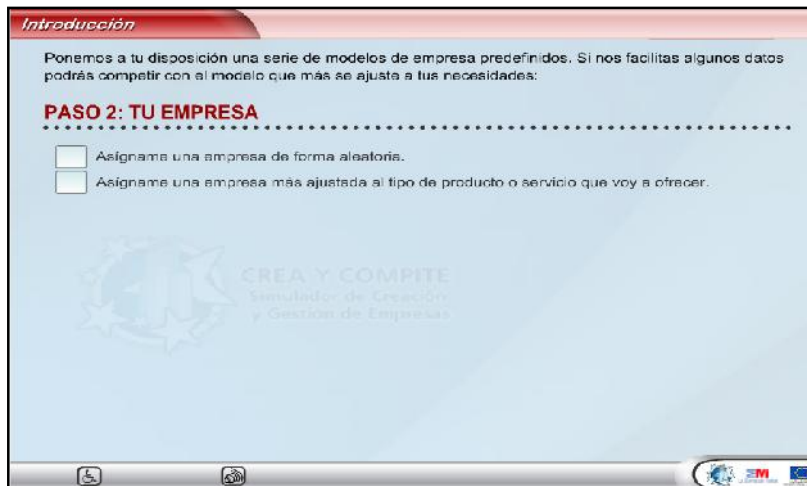 Introducción
Ponemos a tu disposición una serie de modelos de empresa predefinidos. Si nos facilitas algunos datos
podrás competir con el modelo que más se ajuste a tus necesidades:
PASO 2: TU EMPRESA
Asígname una empresa de forma aleatoria.
Asígname una empresa más ajustada al tipo de producto o servicio que voy a ofrecer.
CREA Y COMPITE
Simulador de Creación
y Gestión de Empresas
EM